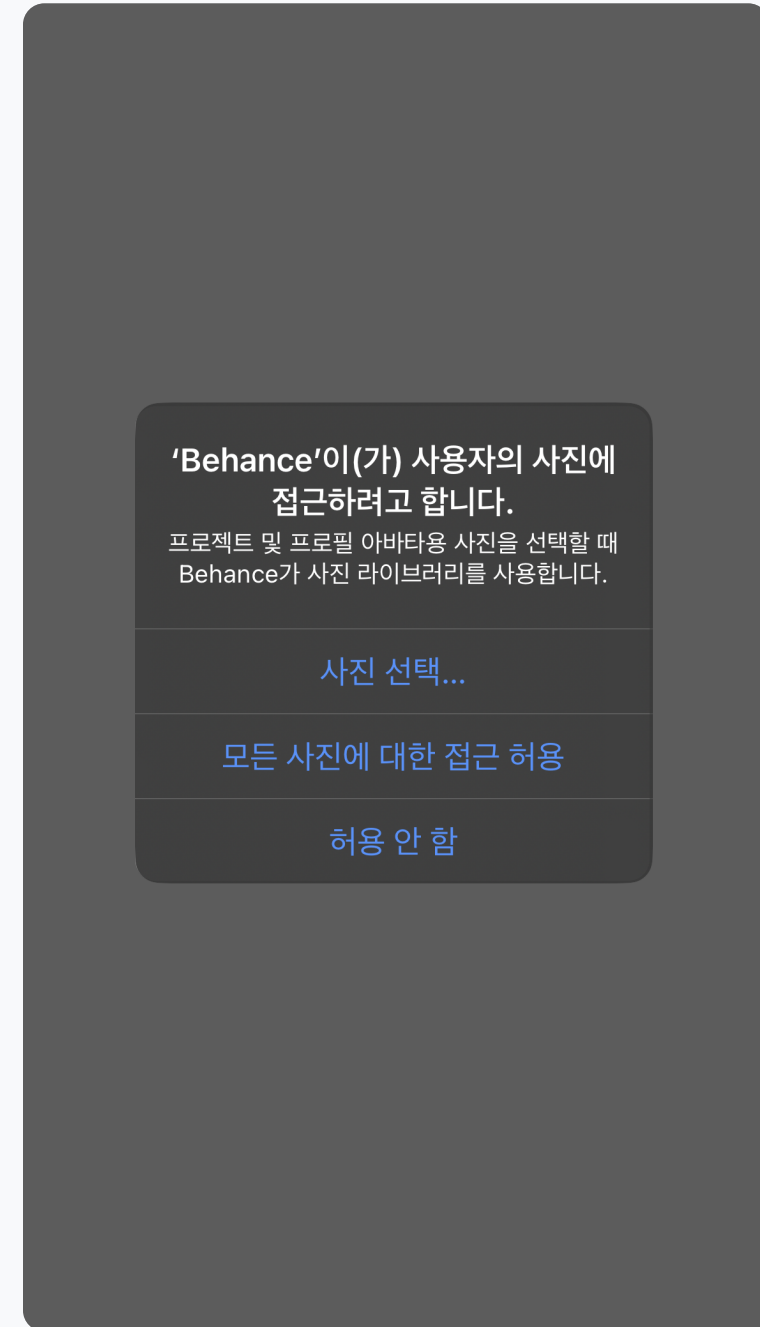 ‘Behance’이(가) 사용자의 사진에
접근하려고 합니다.
프로젝트 및 프로필 아바타용 사진을 선택할 때
Behance가 사진 라이브러리를 사용합니다.
사진 선택...
모든 사진에 대한 접근 허용
허용 안 함